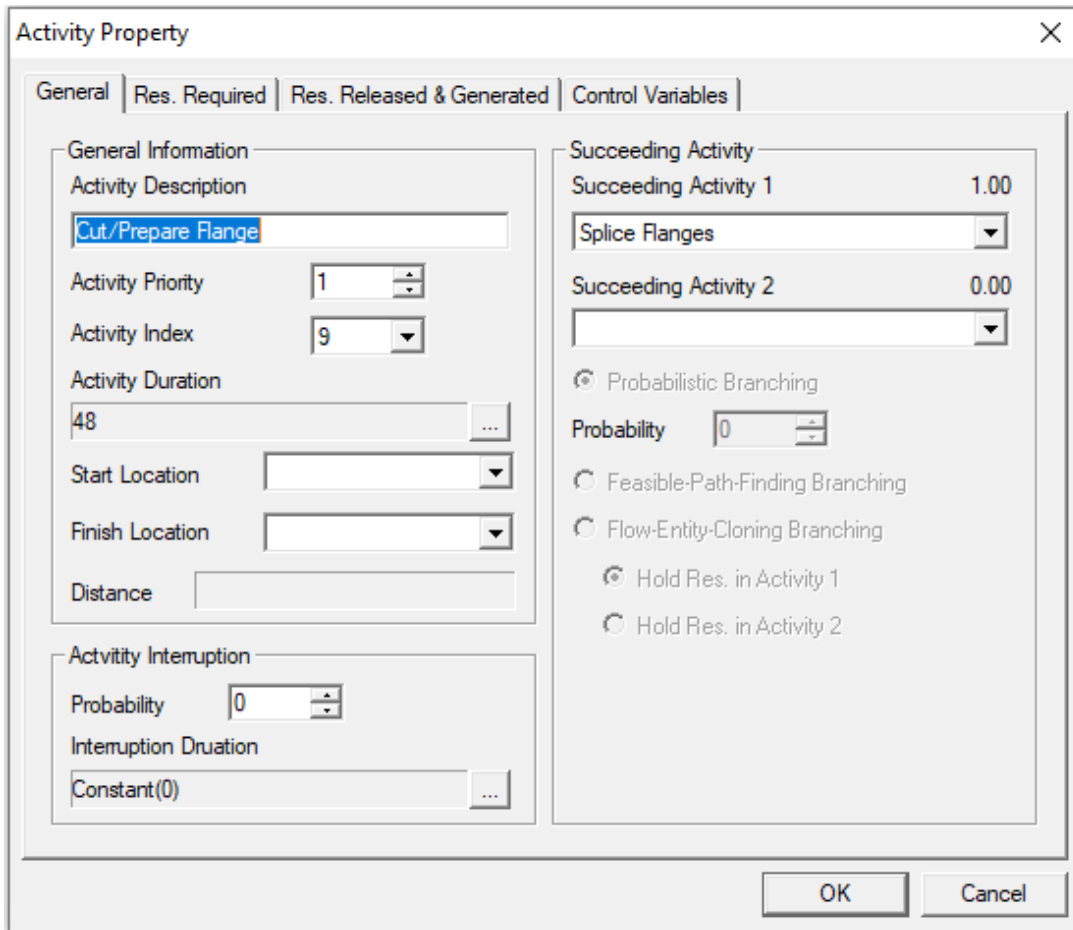 Activity Property
General
Res. Required
Res. Released & Generated
Control Variables
General Information
Activity Description
Cut/Prepare Flange
Activity Priority
1
Activity Index
9
Activity Duration
48
...
Start Location
Finish Location
Distance
Actvitity Interruption
Probability
0
Interruption Druation
Constant(0)
...
Succeeding Activity
Succeeding Activity 1 1.00
Splice Flanges
Succeeding Activity 2 0.00
Probabilistic Branching
Probability
0
Feasible-Path-Finding Branching
Flow-Entity-Cloning Branching
Hold Res. in Activity 1
Hold Res. in Activity 2
OK
Cancel